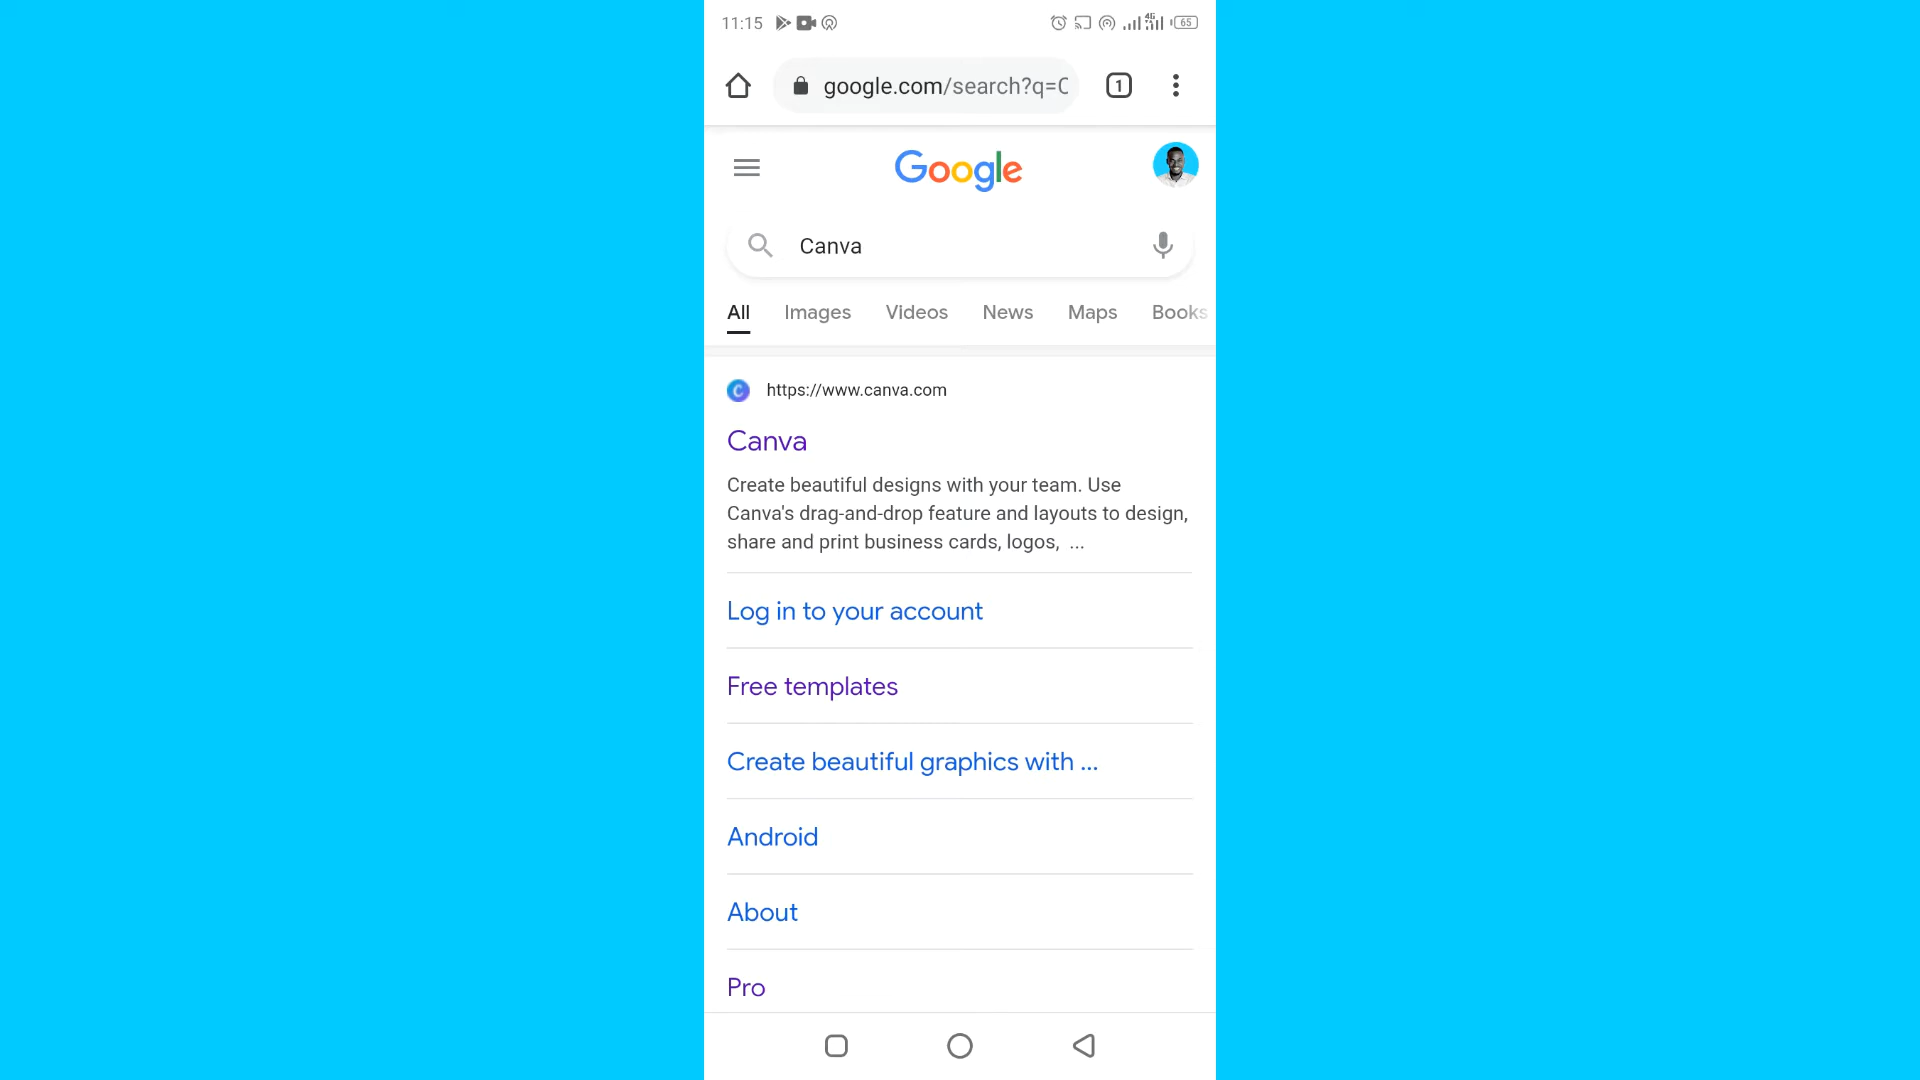 11:15
4G
65
google.com/search?q=C
1
Google
Canva
All Images Videos News Maps Books
https://www.canva.com
Canva
Create beautiful designs with your team. Use
Canva's drag-and-drop feature and layouts to design,
share and print business cards, logos, ...
Log in to your account
Free templates
Create beautiful graphics with ...
Android
About
Pro